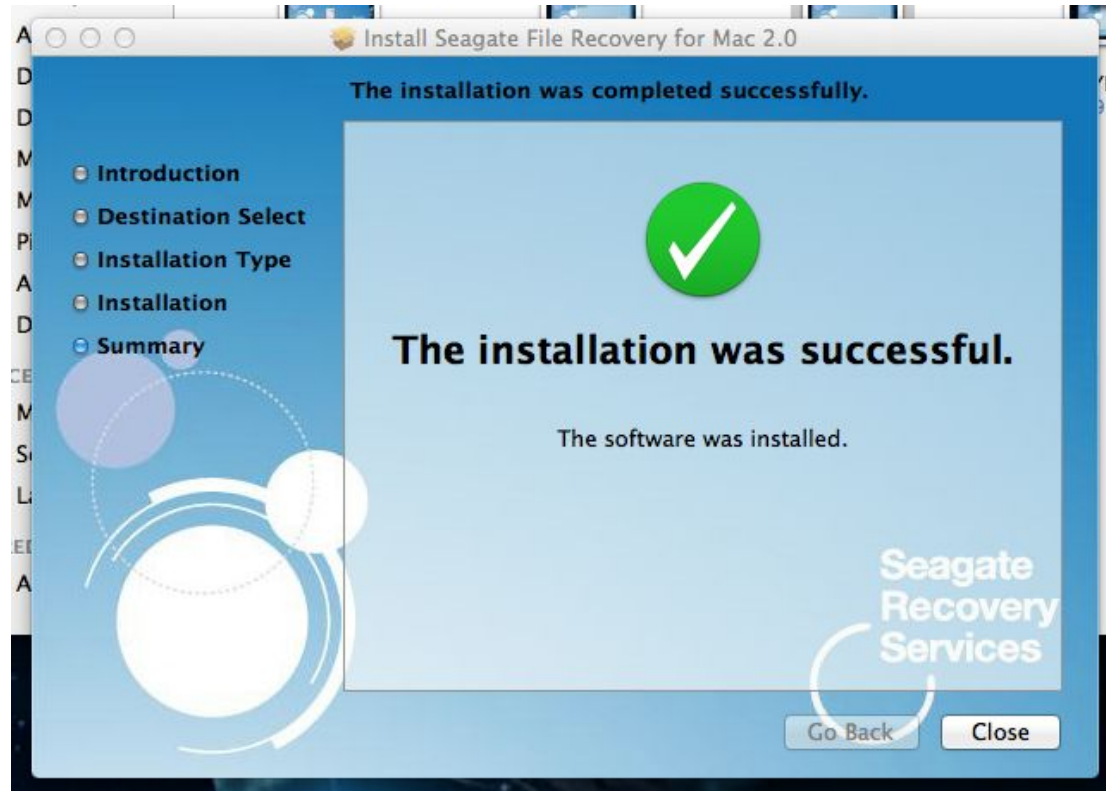 Install Seagate File Recovery for Mac 2.0
The installation was completed successfully.
Introduction
Destination Select
Installation Type
Installation
Summary
The installation was successful.
The software was installed.
Seagate
Recovery
Services
Go Back
Close